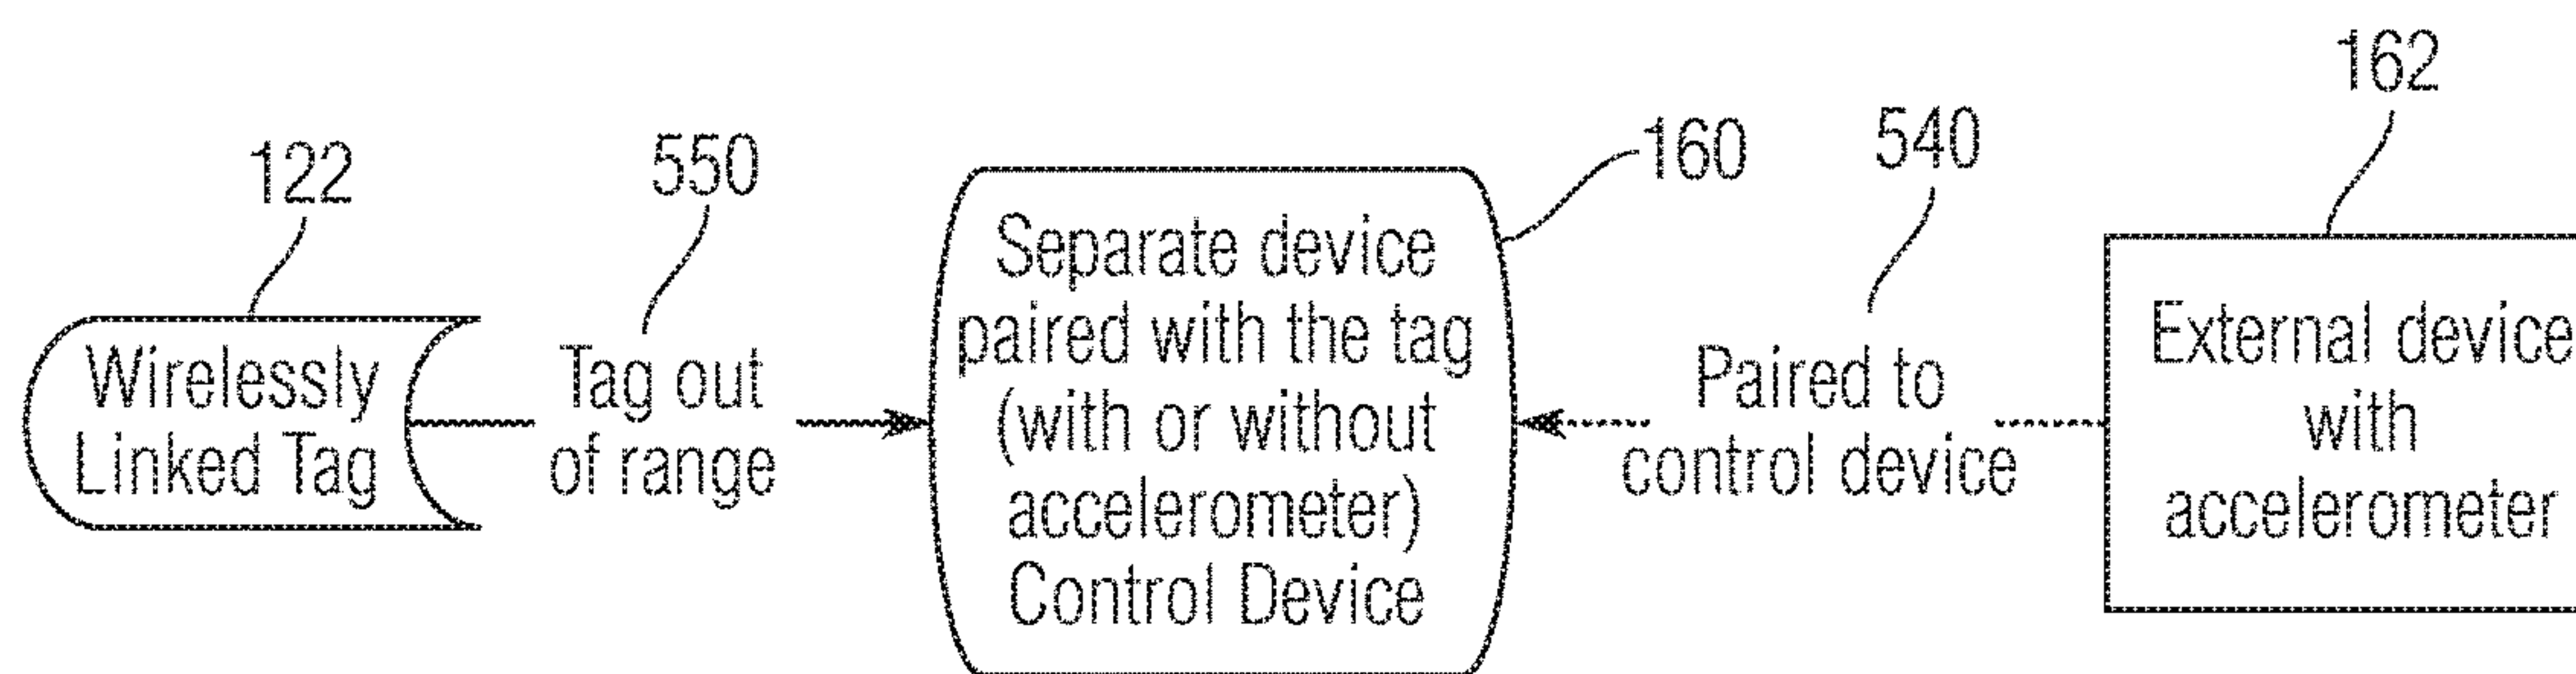 122
550
160
540
162
Wirelessly
Linked Tag
Tag out
of range
Separate device
paired with the tag
(with or without
accelerometer)
Control Device
Paired to
control device
External device
with
accelerometer